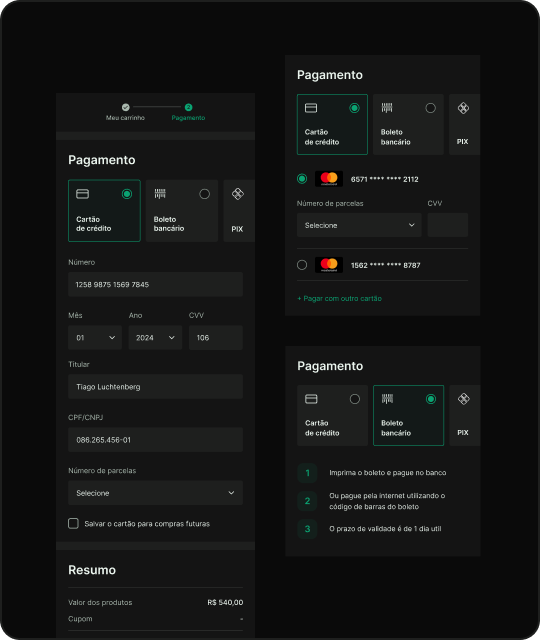 Meu carrinho
2
Pagamento
Pagamento
Cartão
de crédito
Boleto
bancário
PIX
Número
1258 9875 1569 7845
Mês
Ano
CVV
01
2024
106
Titular
Tiago Luchtenberg
CPF/CNPJ
086.265.456-01
Número de parcelas
Selecione
Salvar o cartão para compras futuras
Resumo
Valor dos produtos
R$ 540,00
Cupom
-
Pagamento
Cartão
de crédito
Boleto
bancário
PIX
6571 **** **** 2112
Número de parcelas
CVV
Selecione
1562 **** **** 8787
+ Pagar com outro cartão
Pagamento
Cartão
de crédito
Boleto
bancário
PIX
1
Imprima o boleto e pague no banco
2
Ou pague pela internet utilizando o
código de barras do boleto
3
O prazo de validade é de 1 dia util